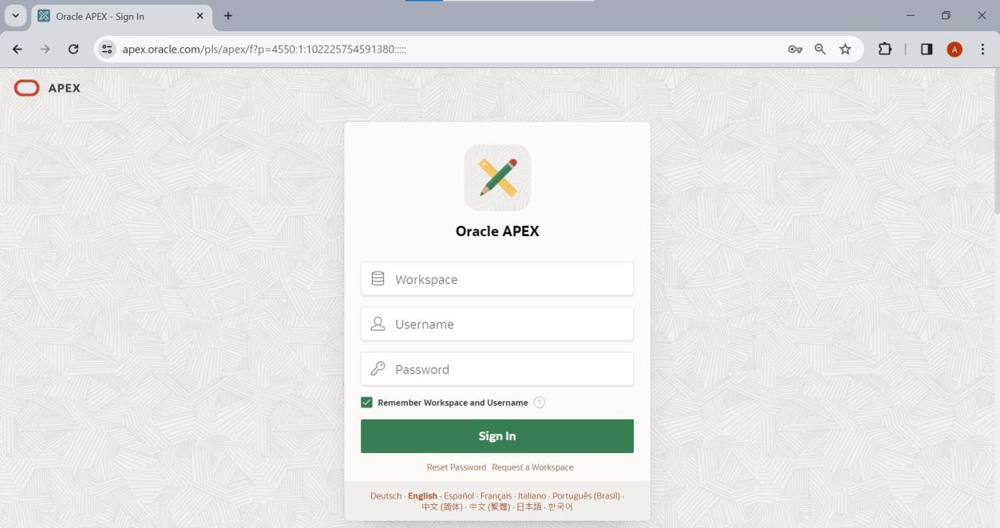 Oracle APEX - Sign In
apex.oracle.com/pls/apex/f?p=4550:1:102225754591380:::::
A
APEX
Oracle APEX
Workspace
Username
Password
Remember Workspace and Username ?
Sign In
Reset Password Request a Workspace
Deutsch · English · Español · Français · Italiano · Português (Brasil) ·
中文 (简体) · 中文 (繁體) · 日本語 · 한국어